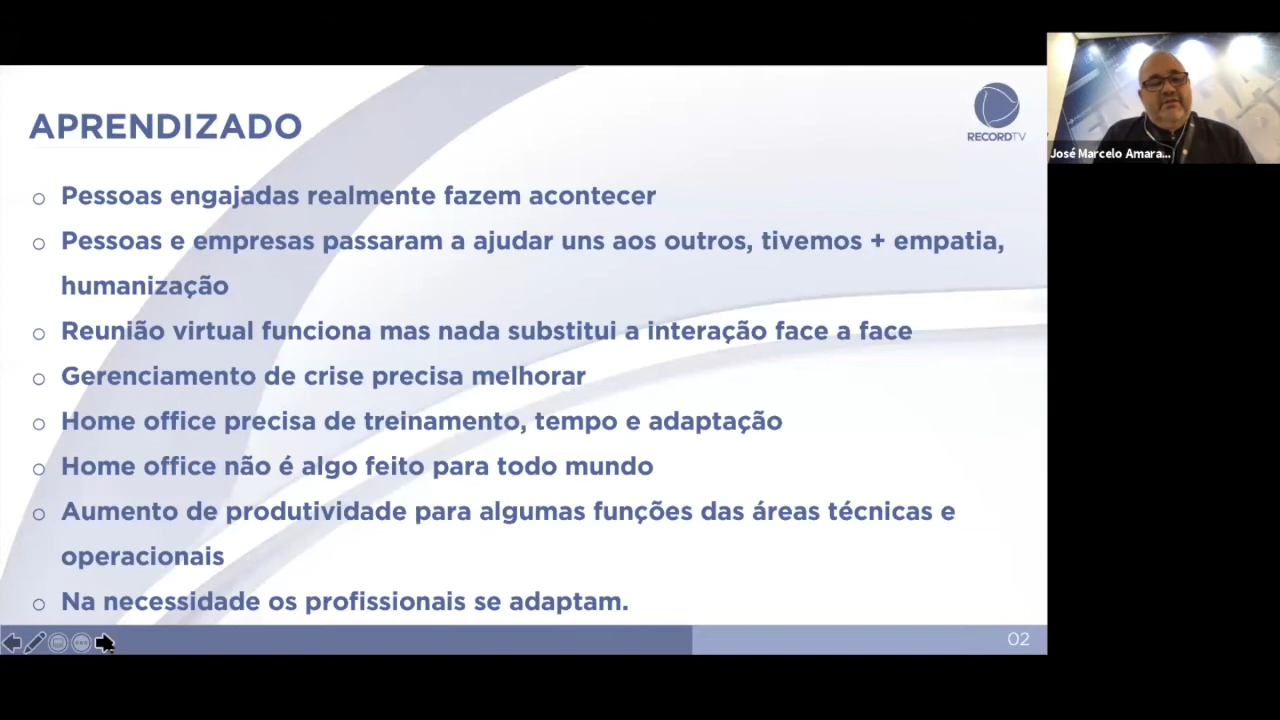 APRENDIZADO
RECORDTV
José Marcelo Amara...
o Pessoas engajadas realmente fazem acontecer
o Pessoas e empresas passaram a ajudar uns aos outros, tivemos + empatia,
humanização
o Reunião virtual funciona mas nada substitui a interação face a face
o Gerenciamento de crise precisa melhorar
o Home office precisa de treinamento, tempo e adaptação
o Home office não é algo feito para todo mundo
o Aumento de produtividade para algumas funções das áreas técnicas e
operacionais
o Na necessidade os profissionais se adaptam.
02